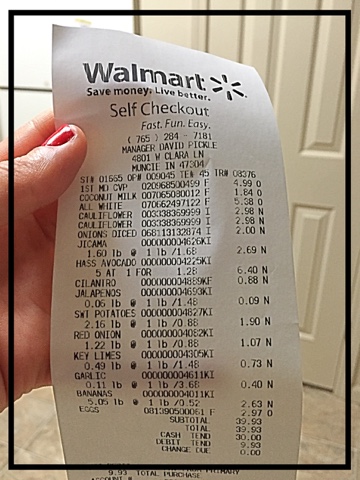 Walmart
Save money. Live better.
Self Checkout
Fast. Fun. Easy.
( 765 ) 284 - 7181
MANAGER DAVID PICKLE
4801 W CLARA LN
MUNCIE IN 47304
ST# 01665 OP# 009045 TE# 45 TR# 08376
1ST MD CVP 020968500499 F 4.99 O
COCONUT MILK 007065080012 F 1.84 O
ALL WHITE 070662497122 F 5.38 O
CAULIFLOWER 003338369999 I 2.98 N
CAULIFLOWER 003338369999 I 2.98 N
ONIONS DICED 068113132874 I 2.00 N
JICAMA 000000004626KI
1.60 lb @ 1 lb /1.68 2.69 N
HASS AVOCADO 000000004225KI
5 AT 1 FOR 1.28 6.40 N
CILANTRO 000000004889KF 0.88 N
JALAPENOS 000000004693KI
0.06 lb @ 1 lb /1.48 0.09 N
SWT POTATOES 000000004827KI
2.16 lb @ 1 lb /0.88 1.90 N
RED ONION 000000004082KI
1.22 lb @ 1 lb /0.88 1.07 N
KEY LIMES 000000004305KI
0.49 lb @ 1 lb /1.48 0.73 N
GARLIC 000000004611KI
0.11 lb @ 1 lb /3.68 0.40 N
BANANAS 000000004011KI
5.05 lb @ 1 lb /0.52 2.63 N
EGGS 081390500061 F 2.97 O
SUBTOTAL 39.93
TOTAL 39.93
CASH TEND 30.00
DEBIT TEND 9.93
CHANGE DUE 0.00
PRIMARY
9.93 TOTAL PURCHASE